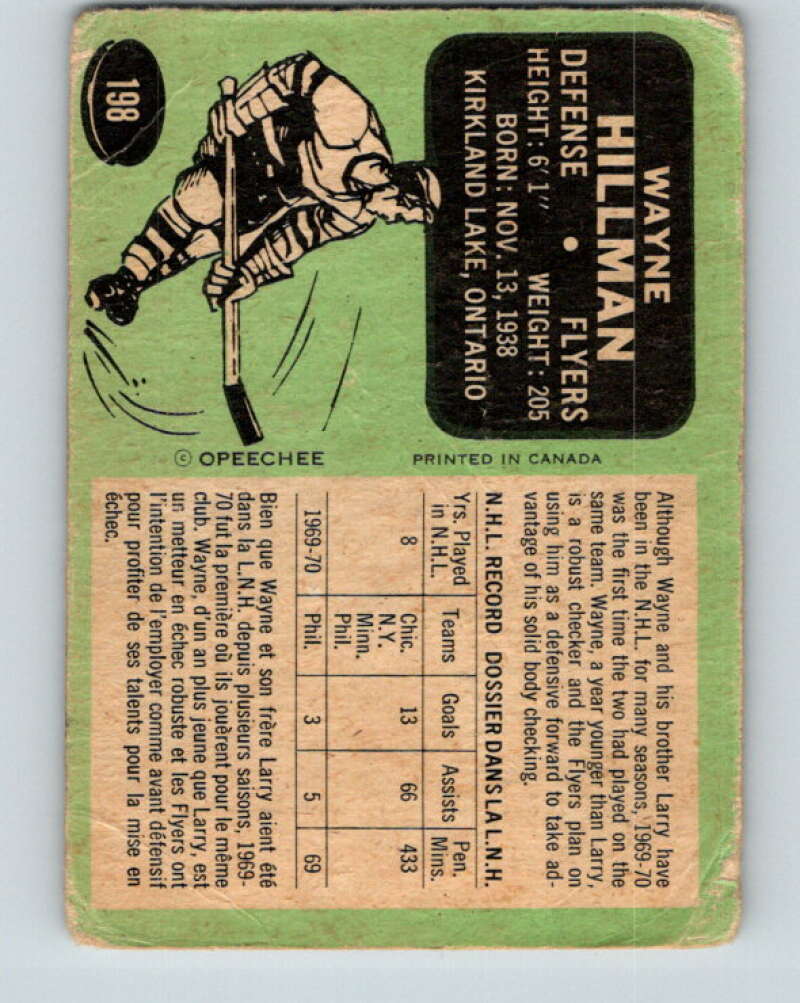 198
WAYNE
HILLMAN
DEFENSE • FLYERS
HEIGHT: 6'1" WEIGHT: 205
BORN: NOV. 13, 1938
KIRKLAND LAKE, ONTARIO
© OPEECHEE
PRINTED IN CANADA
Although Wayne and his brother Larry have
been in the N.H.L. for many seasons, 1969-70
was the first time the two had played on the
same team. Wayne, a year younger than Larry,
is a robust checker and the Flyers plan on
using him as a defensive forward to take ad-
vantage of his solid body checking.
N.H.L. RECORD DOSSIER DANS LA L.N.H.
Yrs. Played in N.H.L. Teams Goals Assists Pen. Mins.
8 Chic. N.Y. Minn. Phil. 13 66 433
1969-70 Phil. 3 5 69
Bien que Wayne et son frère Larry aient été
dans la L.N.H. depuis plusieurs saisons, 1969-
70 fut la première où ils jouèrent pour le même
club. Wayne, d'un an plus jeune que Larry, est
un metteur en échec robuste et les Flyers ont
l'intention de l'employer comme avant défensif
pour profiter de ses talents pour la mise en
échec.